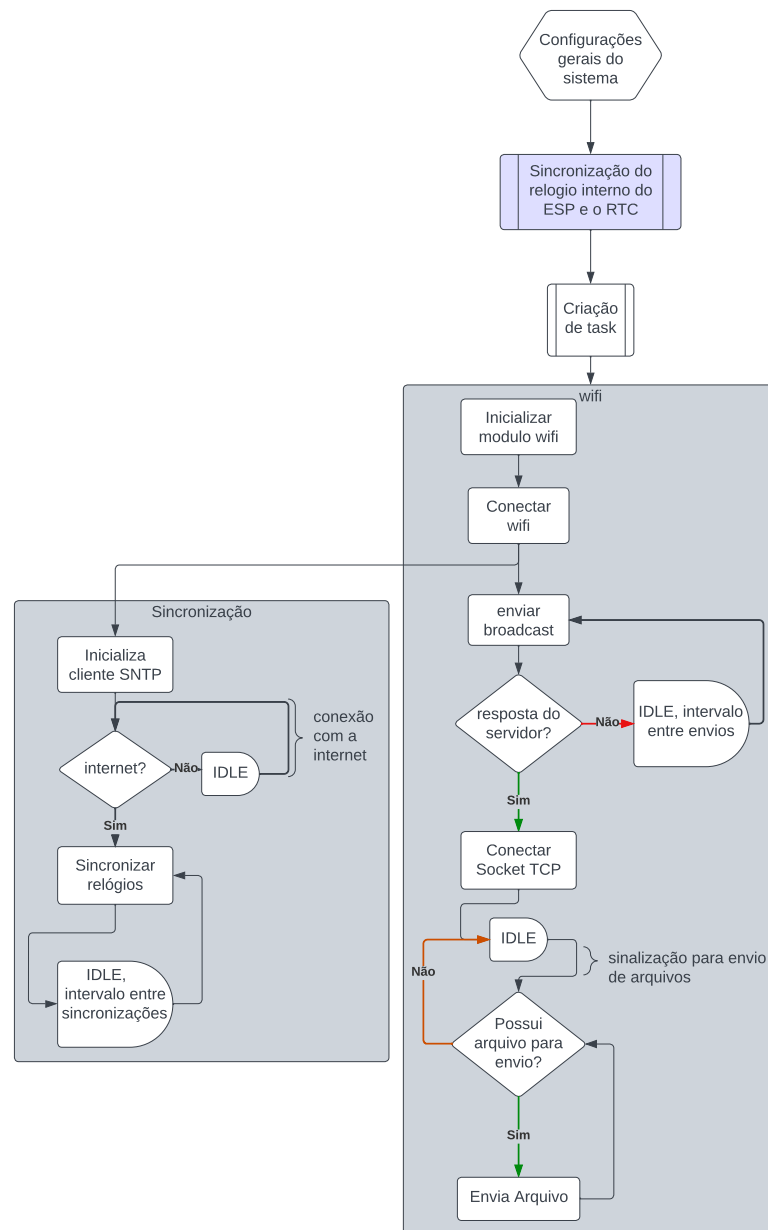 Configurações
gerais do
sistema
Sincronização do
relogio interno do
ESP e o RTC
Criação
de task
wifi
Inicializar
modulo wifi
Conectar
wifi
enviar
broadcast
resposta do
servidor?
Não
IDLE, intervalo
entre envios
Sim
Conectar
Socket TCP
IDLE
sinalização para envio
de arquivos
Não
Possui
arquivo para
envio?
Sim
Envia Arquivo
Sincronização
Inicializa
cliente SNTP
conexão
com a
internet
internet?
Não
IDLE
Sim
Sincronizar
relógios
IDLE,
intervalo entre
sincronizações